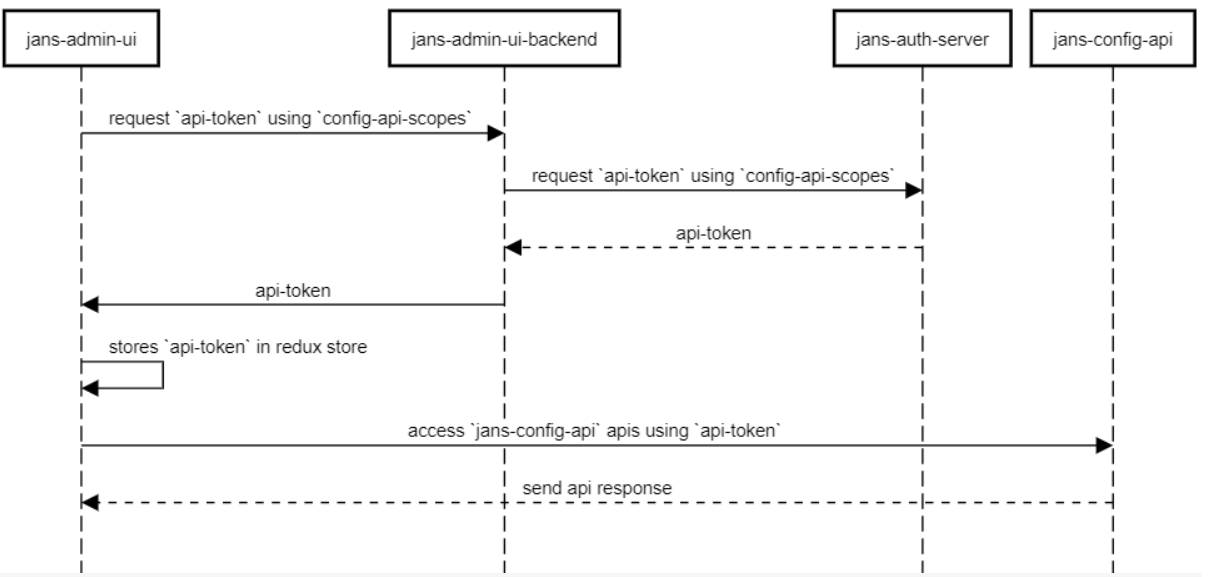 jans-admin-ui
jans-admin-ui-backend
jans-auth-server
jans-config-api
request `api-token` using `config-api-scopes`
request `api-token` using `config-api-scopes`
api-token
api-token
stores `api-token` in redux store
access `jans-config-api` apis using `api-token`
send api response